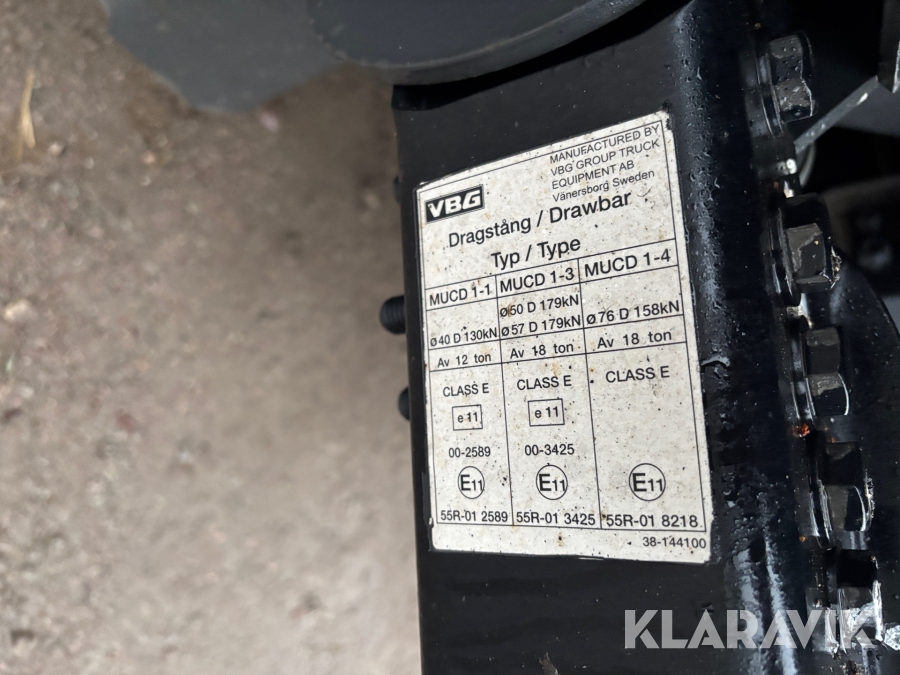 VBG
MANUFACTURED BY
VBG GROUP TRUCK
EQUIPMENT AB
Vänersborg Sweden
Dragstång / Drawbar
Typ / Type
MUCD 1-1 MUCD 1-3 MUCD 1-4
ø50 D 179kN
ø40 D 130kN ø57 D 179kN ø76 D 158kN
Av 12 ton Av 18 ton Av 18 ton
CLASS E CLASS E CLASS E
e 11 e 11
00-2589 00-3425
E11 E11 E11
55R-01 2589 55R-01 3425 55R-01 8218
38-144100
KLARAVIK